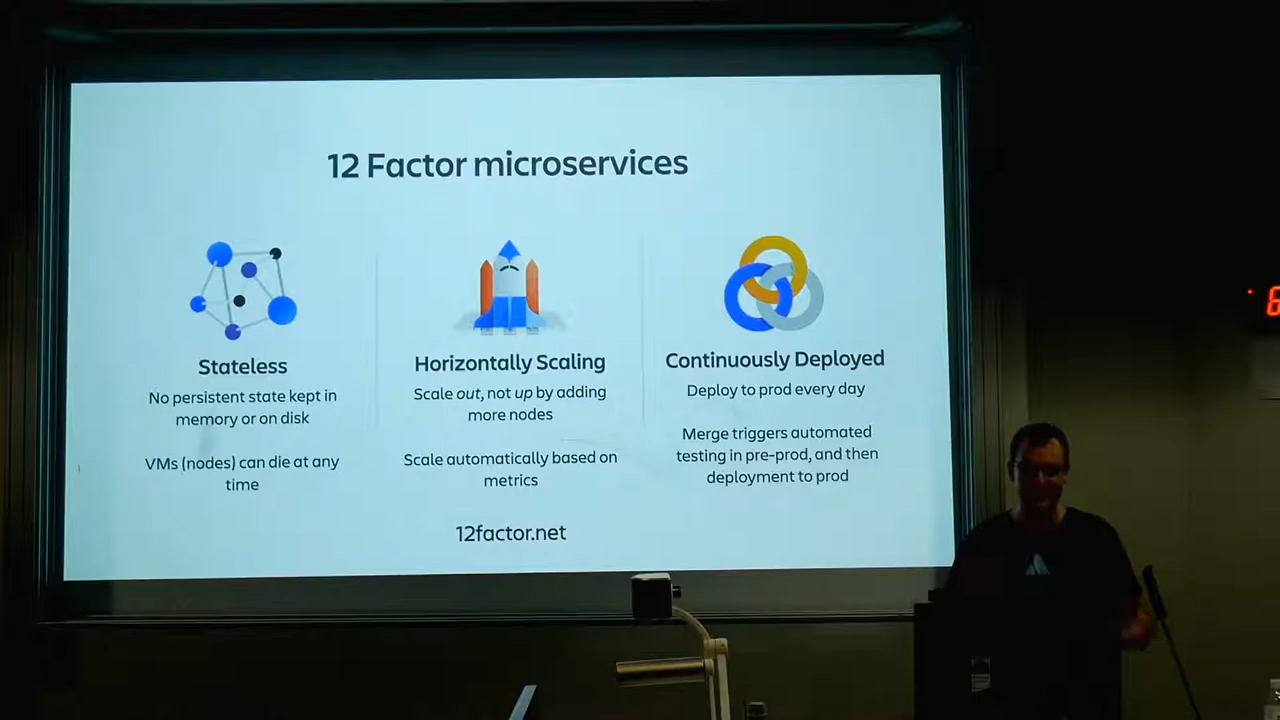 12 Factor microservices
Stateless
No persistent state kept in
memory or on disk
VMs (nodes) can die at any
time
Horizontally Scaling
Scale out, not up by adding
more nodes
Scale automatically based on
metrics
Continuously Deployed
Deploy to prod every day
Merge triggers automated
testing in pre-prod, and then
deployment to prod
12factor.net